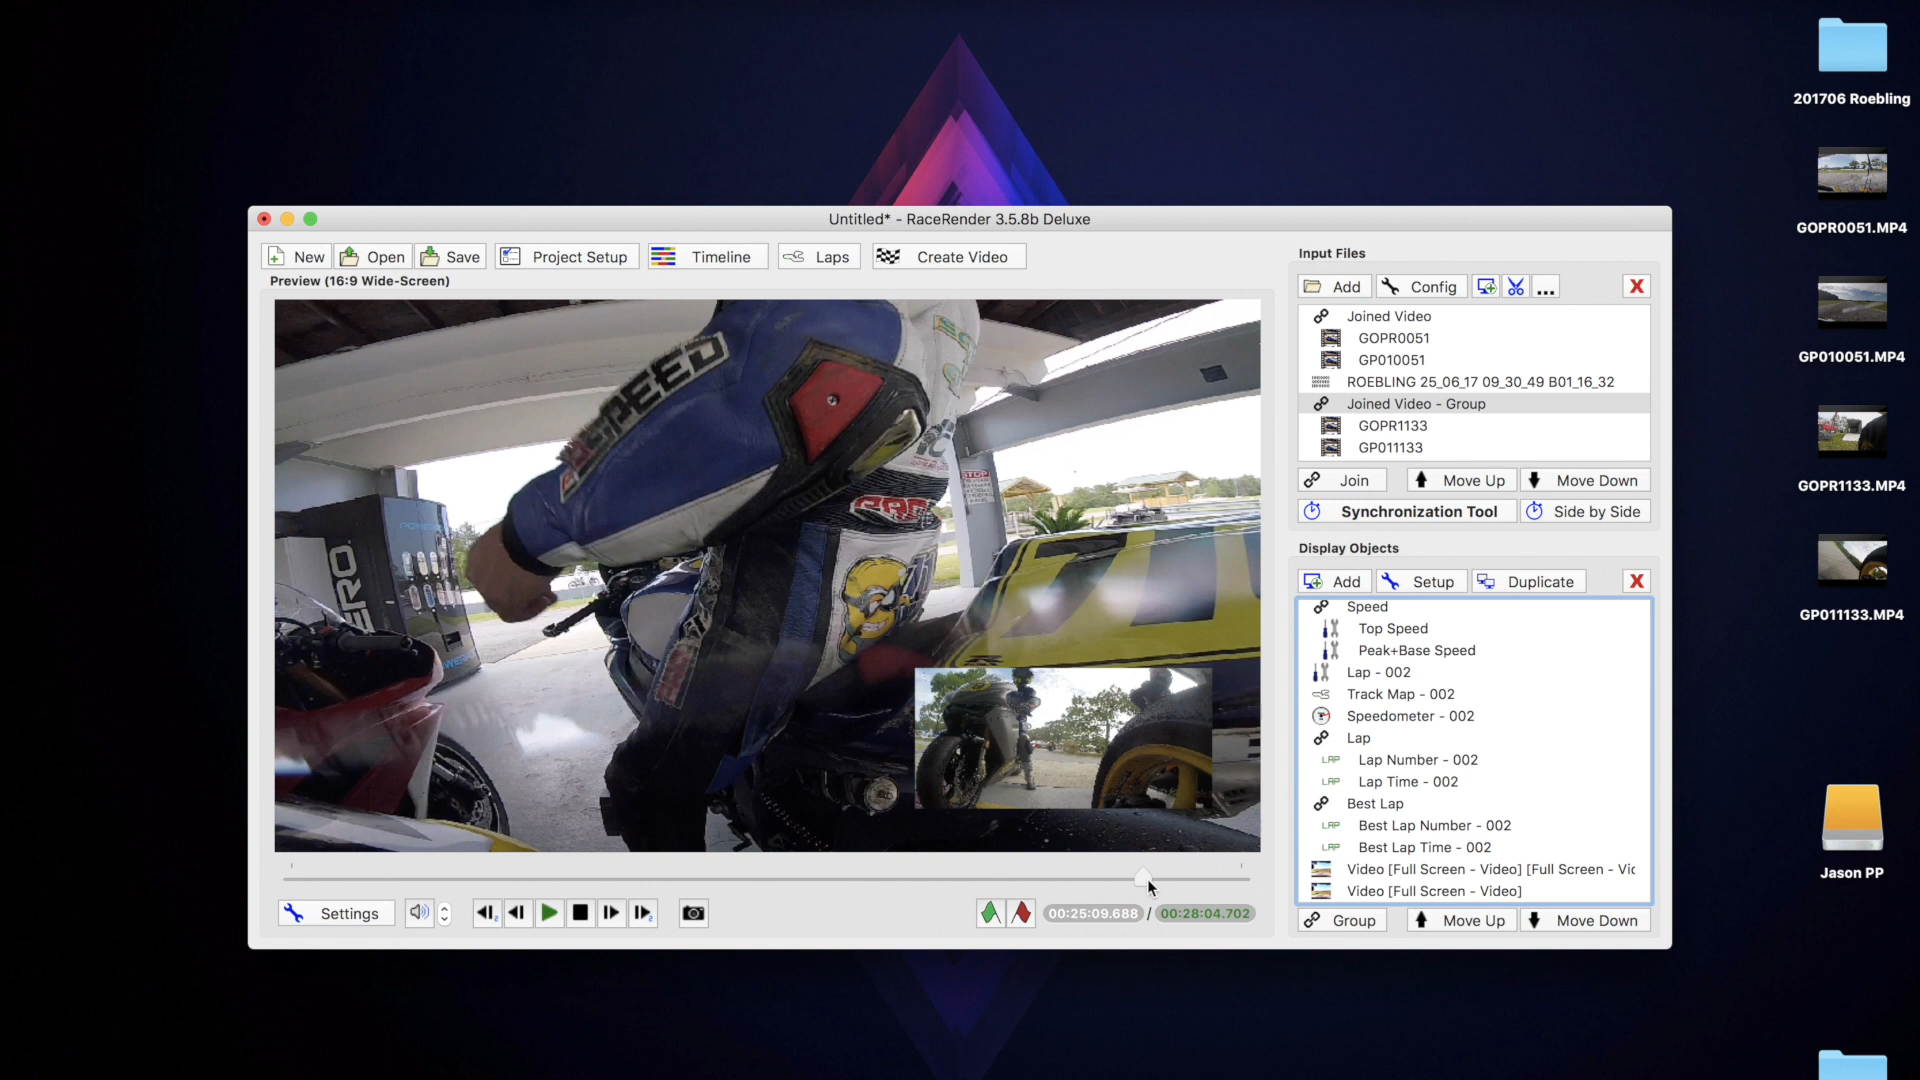 201706 Roebling
GOPR0051.MP4
GP010051.MP4
GOPR1133.MP4
GP011133.MP4
Jason PP
Untitled* - RaceRender 3.5.8b Deluxe
New
Open
Save
Project Setup
Timeline
Laps
Create Video
Preview (16:9 Wide-Screen)
SPEED
STOP
POWER
Settings
00:25:09.688 / 00:28:04.702
Input Files
Add
Config
...
X
Joined Video
GOPR0051
GP010051
ROEBLING 25_06_17 09_30_49 B01_16_32
Joined Video - Group
GOPR1133
GP011133
Join
Move Up
Move Down
Synchronization Tool
Side by Side
Display Objects
Add
Setup
Duplicate
X
Speed
Top Speed
Peak+Base Speed
Lap - 002
Track Map - 002
Speedometer - 002
Lap
LAP Lap Number - 002
LAP Lap Time - 002
Best Lap
LAP Best Lap Number - 002
LAP Best Lap Time - 002
Video [Full Screen - Video] [Full Screen - Vic
Video [Full Screen - Video]
Group
Move Up
Move Down